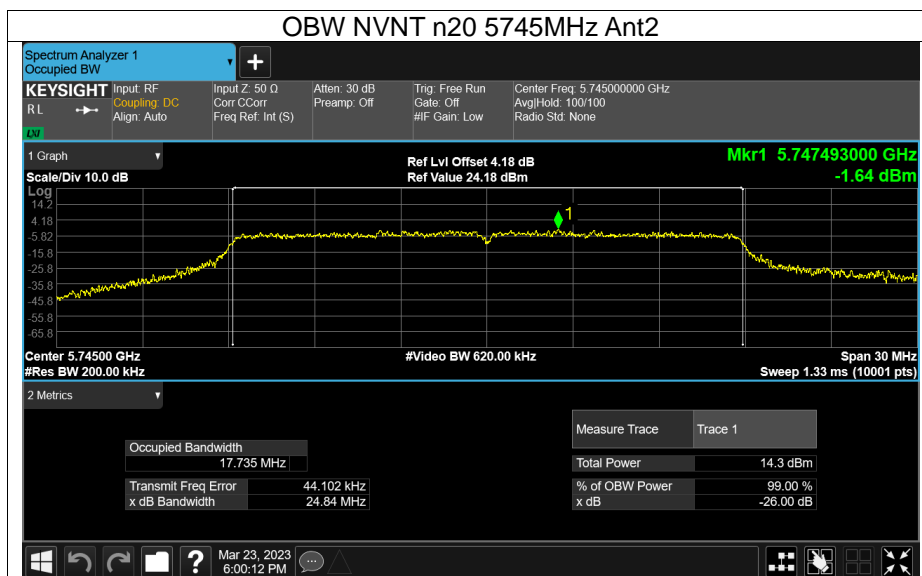 OBW NVNT n20 5745MHz Ant2
Spectrum Analyzer 1
Occupied BW
KEYSIGHT Input: RF Input Z: 50 Ω Atten: 30 dB Trig: Free Run Center Freq: 5.745000000 GHz
RL Coupling: DC Corr CCorr Preamp: Off Gate: Off Avg|Hold: 100/100
Align: Auto Freq Ref: Int (S) #IF Gain: Low Radio Std: None
LXI
1 Graph Ref Lvl Offset 4.18 dB Mkr1 5.747493000 GHz
Scale/Div 10.0 dB Ref Value 24.18 dBm -1.64 dBm
Log
14.2
1
4.18
-5.82
-15.8
-25.8
-35.8
-45.8
-55.8
-65.8
Center 5.74500 GHz #Video BW 620.00 kHz Span 30 MHz
#Res BW 200.00 kHz Sweep 1.33 ms (10001 pts)
2 Metrics
Measure Trace Trace 1
Occupied Bandwidth
17.735 MHz Total Power 14.3 dBm
Transmit Freq Error 44.102 kHz % of OBW Power 99.00 %
x dB Bandwidth 24.84 MHz x dB -26.00 dB
? Mar 23, 2023
6:00:12 PM